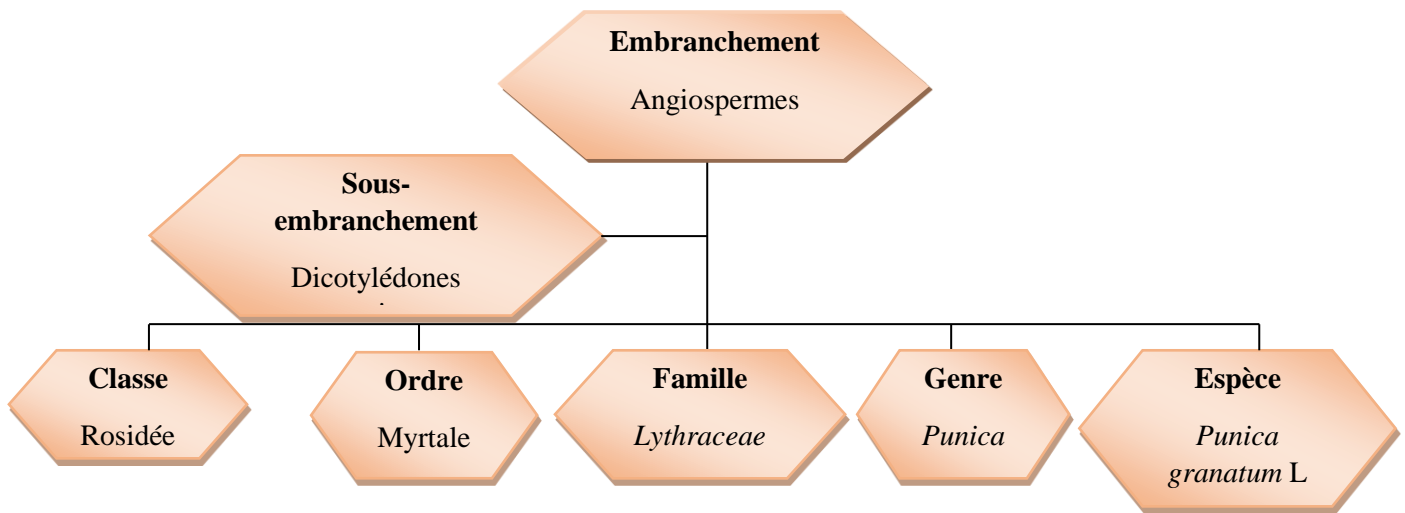 Embranchement
Angiospermes
Sous-
embranchement
Dicotylédones
Classe
Rosidée
Ordre
Myrtale
Famille
Lythraceae
Genre
Punica
Espèce
Punica
granatum L